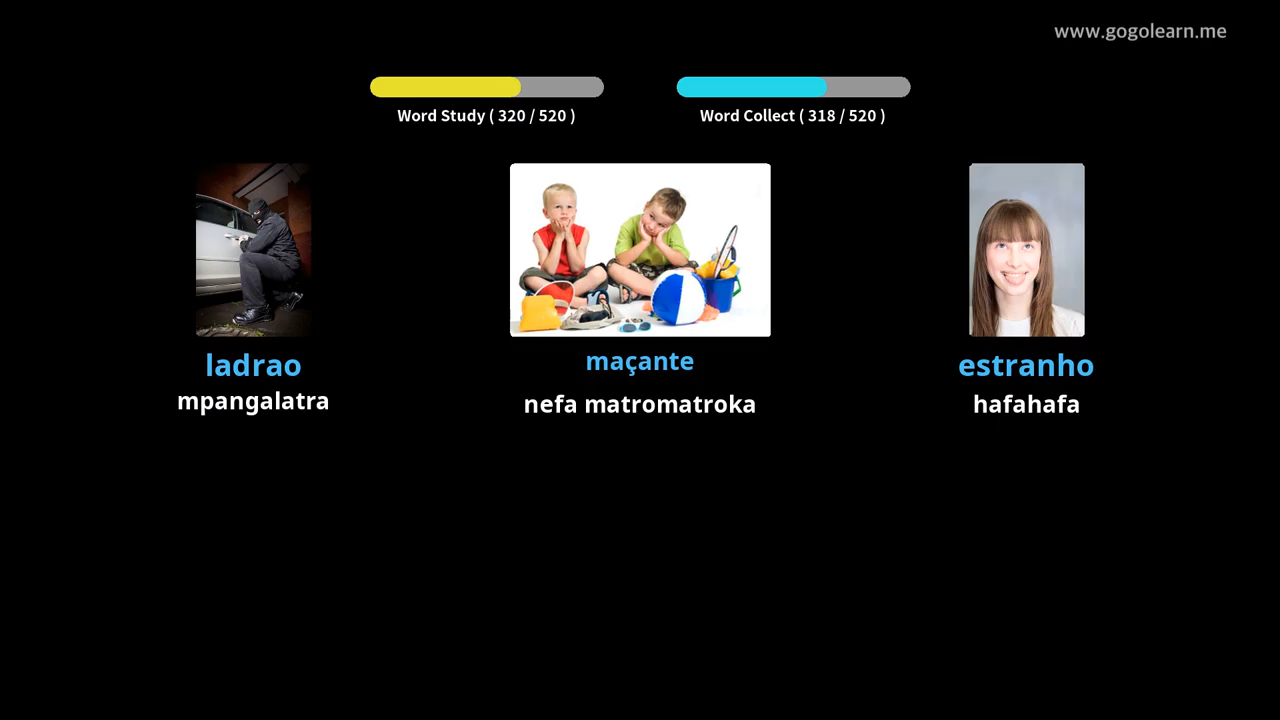 www.gogolearn.me
Word Study ( 320 / 520 )
Word Collect ( 318 / 520 )
ladrao
mpangalatra
maçante
nefa matromatroka
estranho
hafahafa